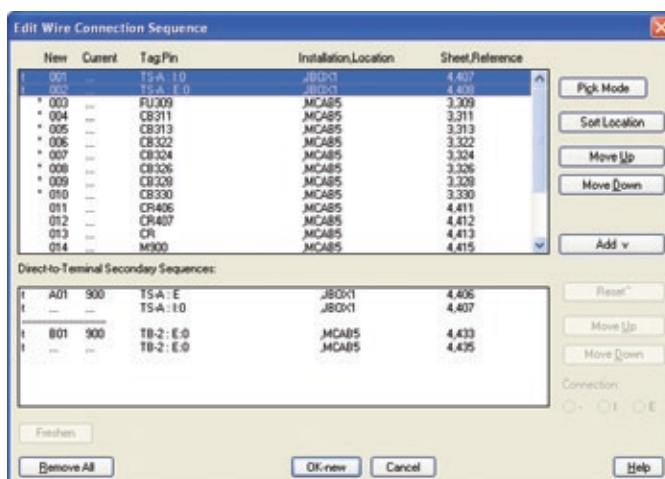 Edit Wire Connection Sequence
New Current Tag:Pin Installation,Location Sheet,Reference
t 001 ... TS-A : I:0 ,JBOX1 4,407
t 002 ... TS-A : E:0 ,JBOX1 4,408
* 003 ... FU309 ,MCAB5 3,309
* 004 ... CB311 ,MCAB5 3,311
* 005 ... CB313 ,MCAB5 3,313
* 006 ... CB322 ,MCAB5 3,322
* 007 ... CB324 ,MCAB5 3,324
* 008 ... CB326 ,MCAB5 3,326
* 009 ... CB328 ,MCAB5 3,328
* 010 ... CB330 ,MCAB5 3,330
011 ... CR406 ,MCAB5 4,411
012 ... CR407 ,MCAB5 4,412
013 ... CR ,MCAB5 4,413
014 ... M900 ,MCAB5 4,415
Pick Mode
Sort Location
Move Up
Move Down
Add v
Direct-to-Terminal Secondary Sequences:
t A01 900 TS-A : E ,JBOX1 4,406
t ... ... TS-A : I:0 ,JBOX1 4,407
t B01 900 TB-2 : E:0 ,MCAB5 4,433
t ... ... TB-2 : E:0 ,MCAB5 4,435
Reset"
Move Up
Move Down
Connection:
- I E
Freshen
Remove All OK-new Cancel Help